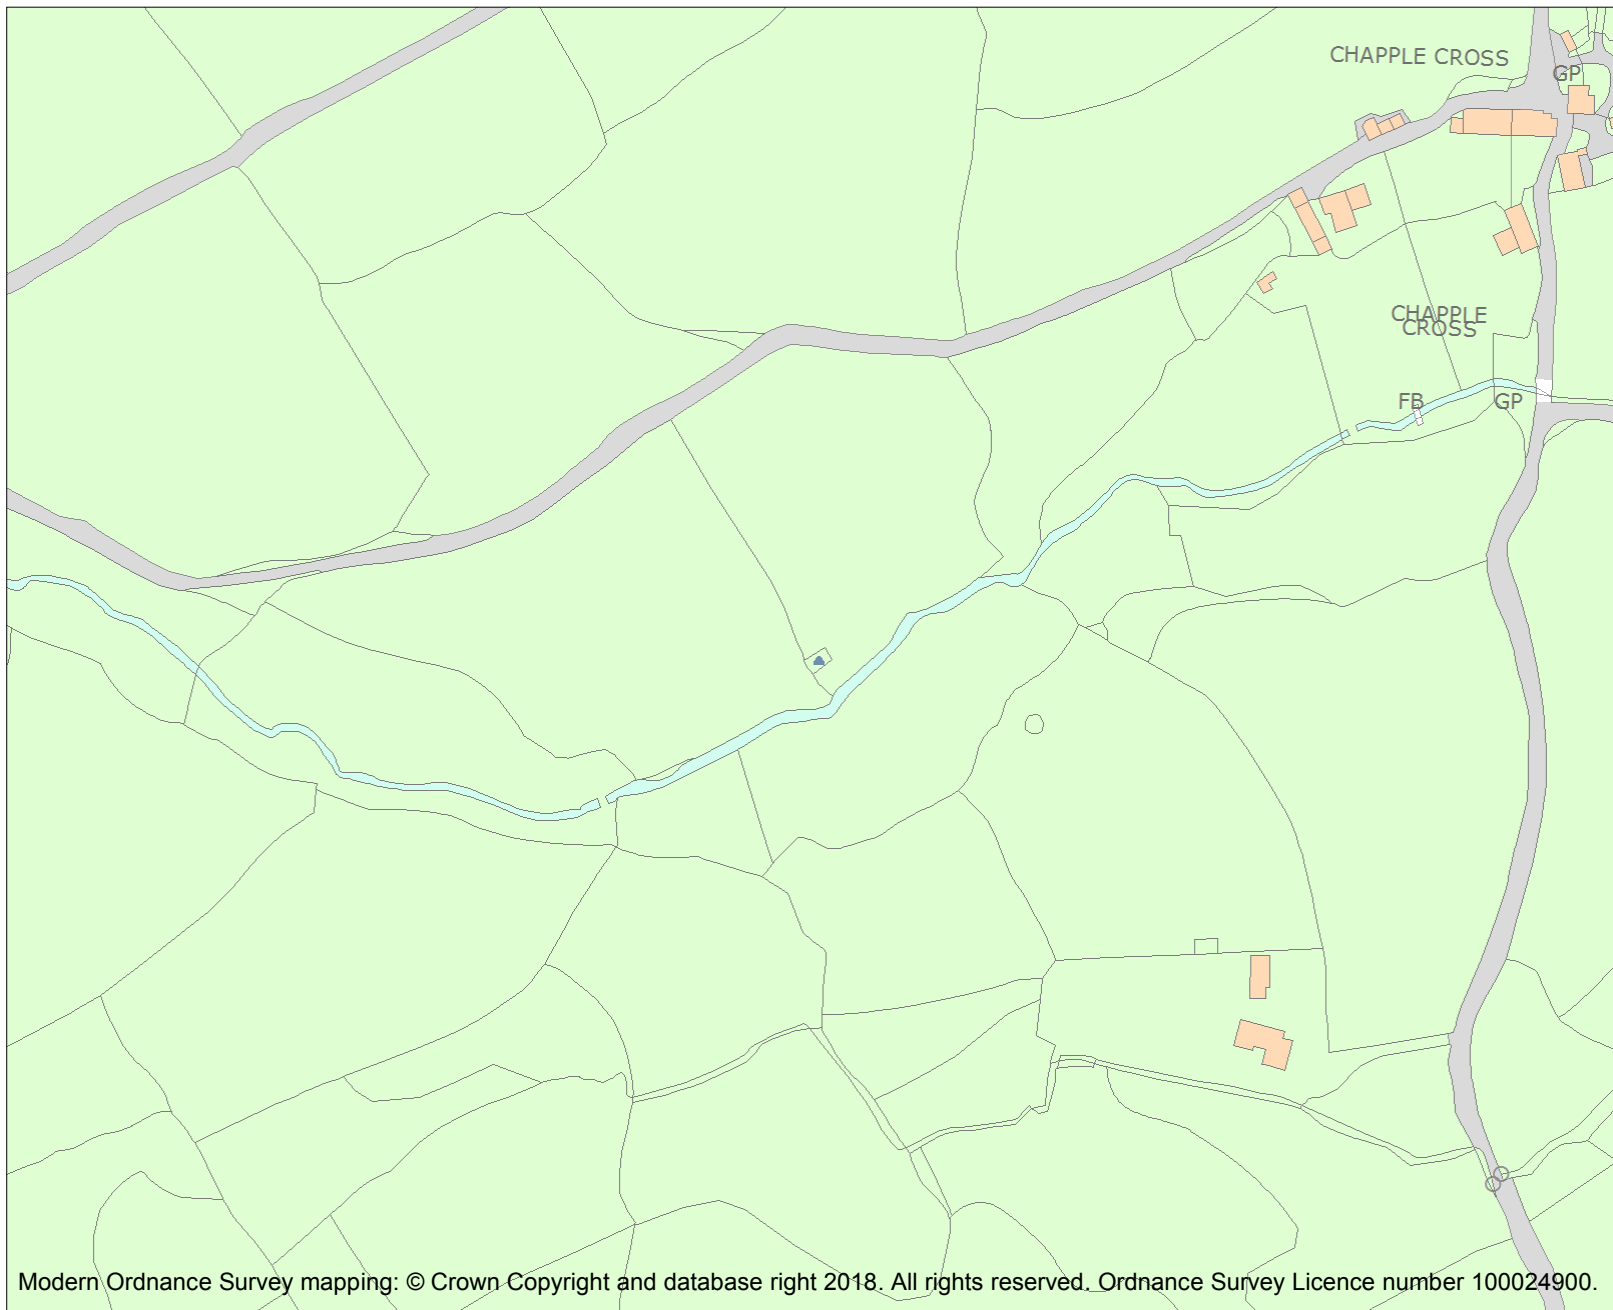 CHAPPLE CROSS
GP
CHAPPLE
CROSS
FB
GP
Modern Ordnance Survey mapping: © Crown Copyright and database right 2018. All rights reserved. Ordnance Survey Licence number 100024900.